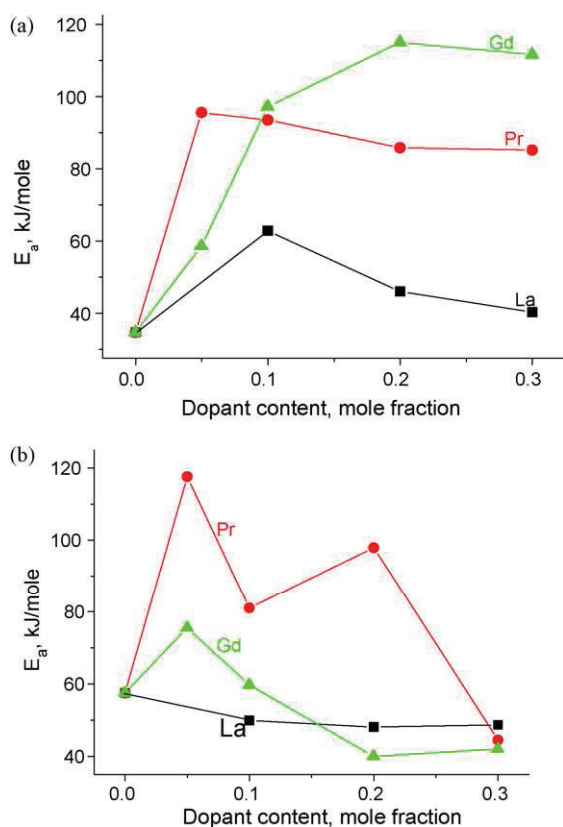 (a)
120
100
80
60
40
E_a, kJ/mole
Gd
Pr
La
0.0 0.1 0.2 0.3
Dopant content, mole fraction
(b)
120
100
80
60
40
E_a, kJ/mole
Pr
Gd
La
0.0 0.1 0.2 0.3
Dopant content, mole fraction